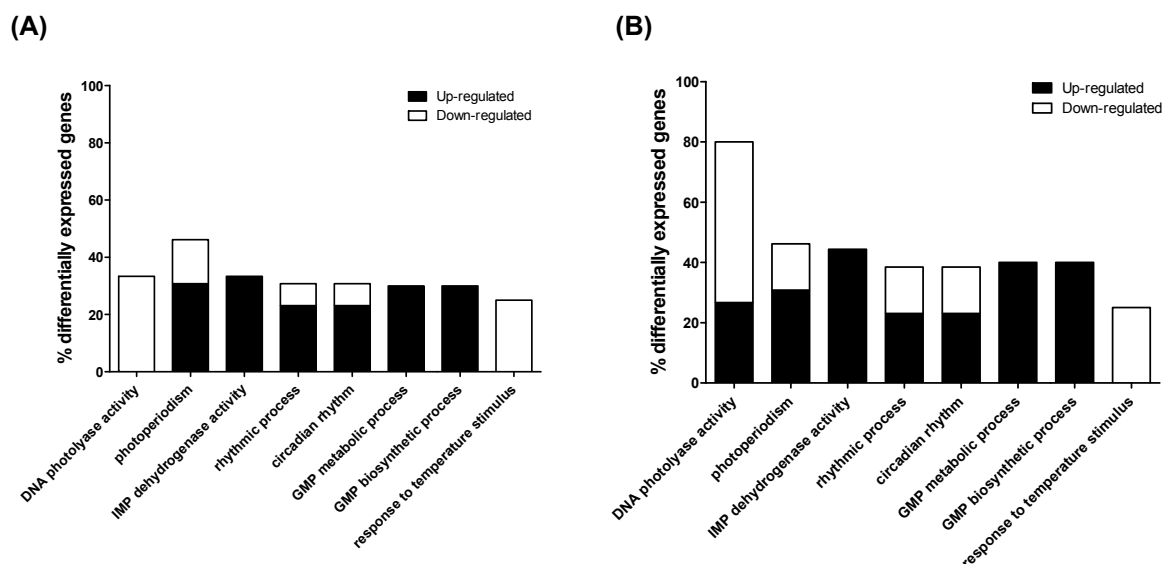 (A)
% differentially expressed genes
100
80
60
40
20
0
Up-regulated
Down-regulated
DNA photolyase activity
photoperiodism
IMP dehydrogenase activity
rhythmic process
circadian rhythm
GMP metabolic process
GMP biosynthetic process
response to temperature stimulus
(B)
% differentially expressed genes
100
80
60
40
20
0
Up-regulated
Down-regulated
DNA photolyase activity
photoperiodism
IMP dehydrogenase activity
rhythmic process
circadian rhythm
GMP metabolic process
GMP biosynthetic process
response to temperature stimulus